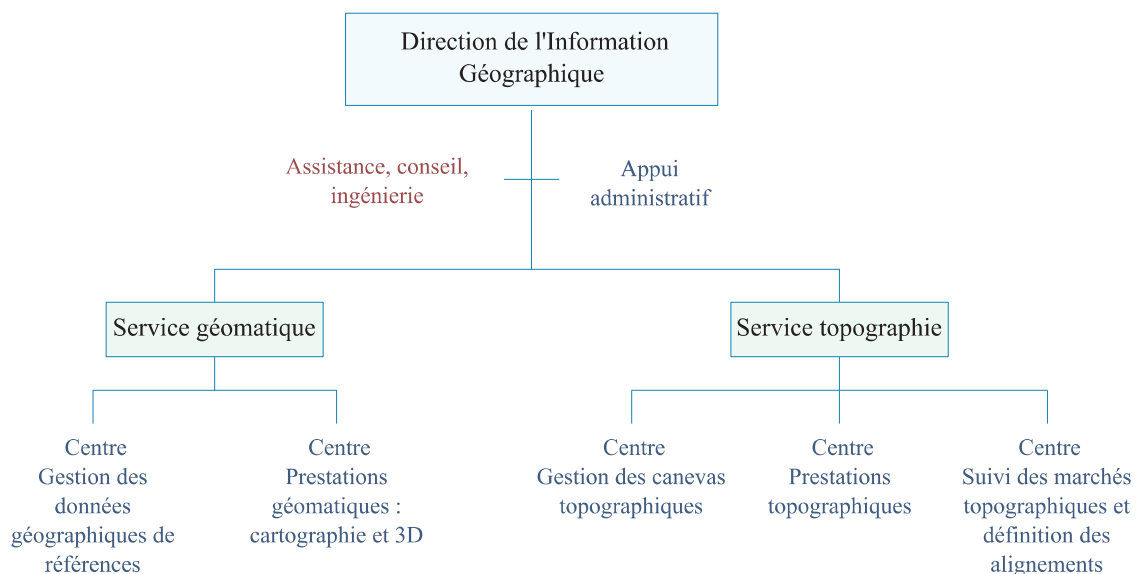 Direction de l'Information
Géographique
Assistance, conseil,
ingénierie
Appui
administratif
Service géomatique
Service topographie
Centre
Gestion des
données
géographiques de
références
Centre
Prestations
géomatiques :
cartographie et 3D
Centre
Gestion des canevas
topographiques
Centre
Prestations
topographiques
Centre
Suivi des marchés
topographiques et
définition des
alignements